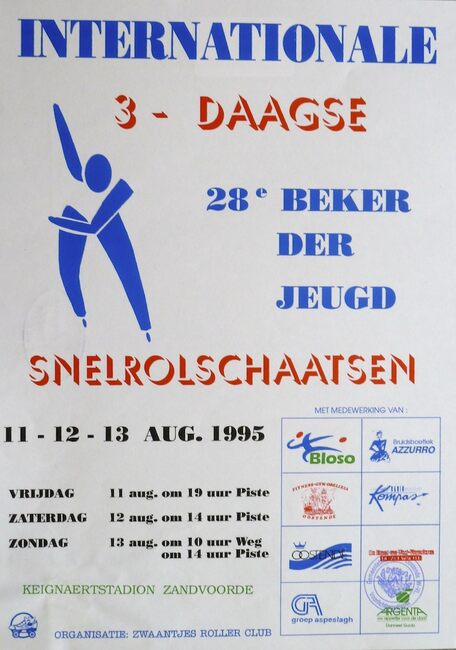 INTERNATIONALE
3 - DAAGSE
28e BEKER
DER
JEUGD
SNELROLSCHAATSEN
11 - 12 - 13 AUG. 1995
VRIJDAG 11 aug. om 19 uur Piste
ZATERDAG 12 aug. om 14 uur Piste
ZONDAG 13 aug. om 10 uur Weg
om 14 uur Piste
KEIGNAERTSTADION ZANDVOORDE
ORGANISATIE: ZWAANTJES ROLLER CLUB
MET MEDEWERKING VAN :
Bloso
Bruidsboetiek
AZZURRO
OOSTENDE
Kompas
OOSTENDE
groep aspeslagh
ARGENTA